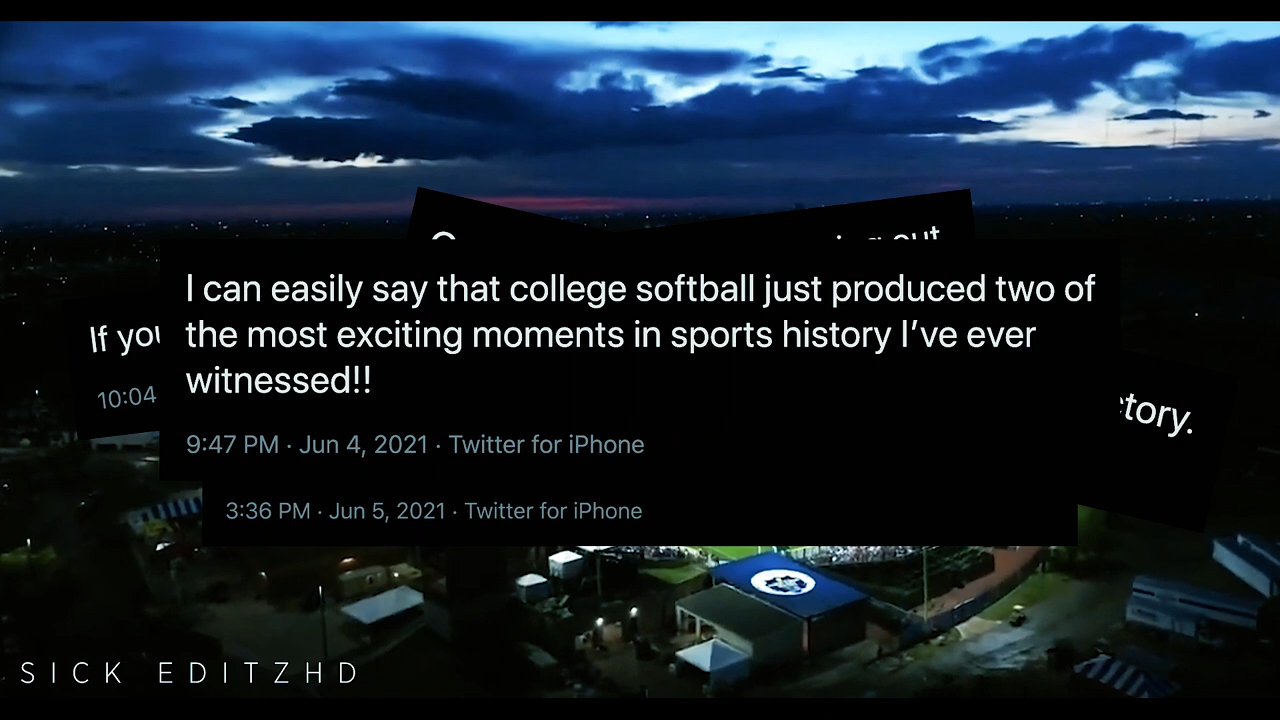 out
If you
I can easily say that college softball just produced two of
the most exciting moments in sports history I've ever
witnessed!!
10:04
9:47 PM · Jun 4, 2021 · Twitter for iPhone
3:36 PM · Jun 5, 2021 · Twitter for iPhone
SICK EDITZHD